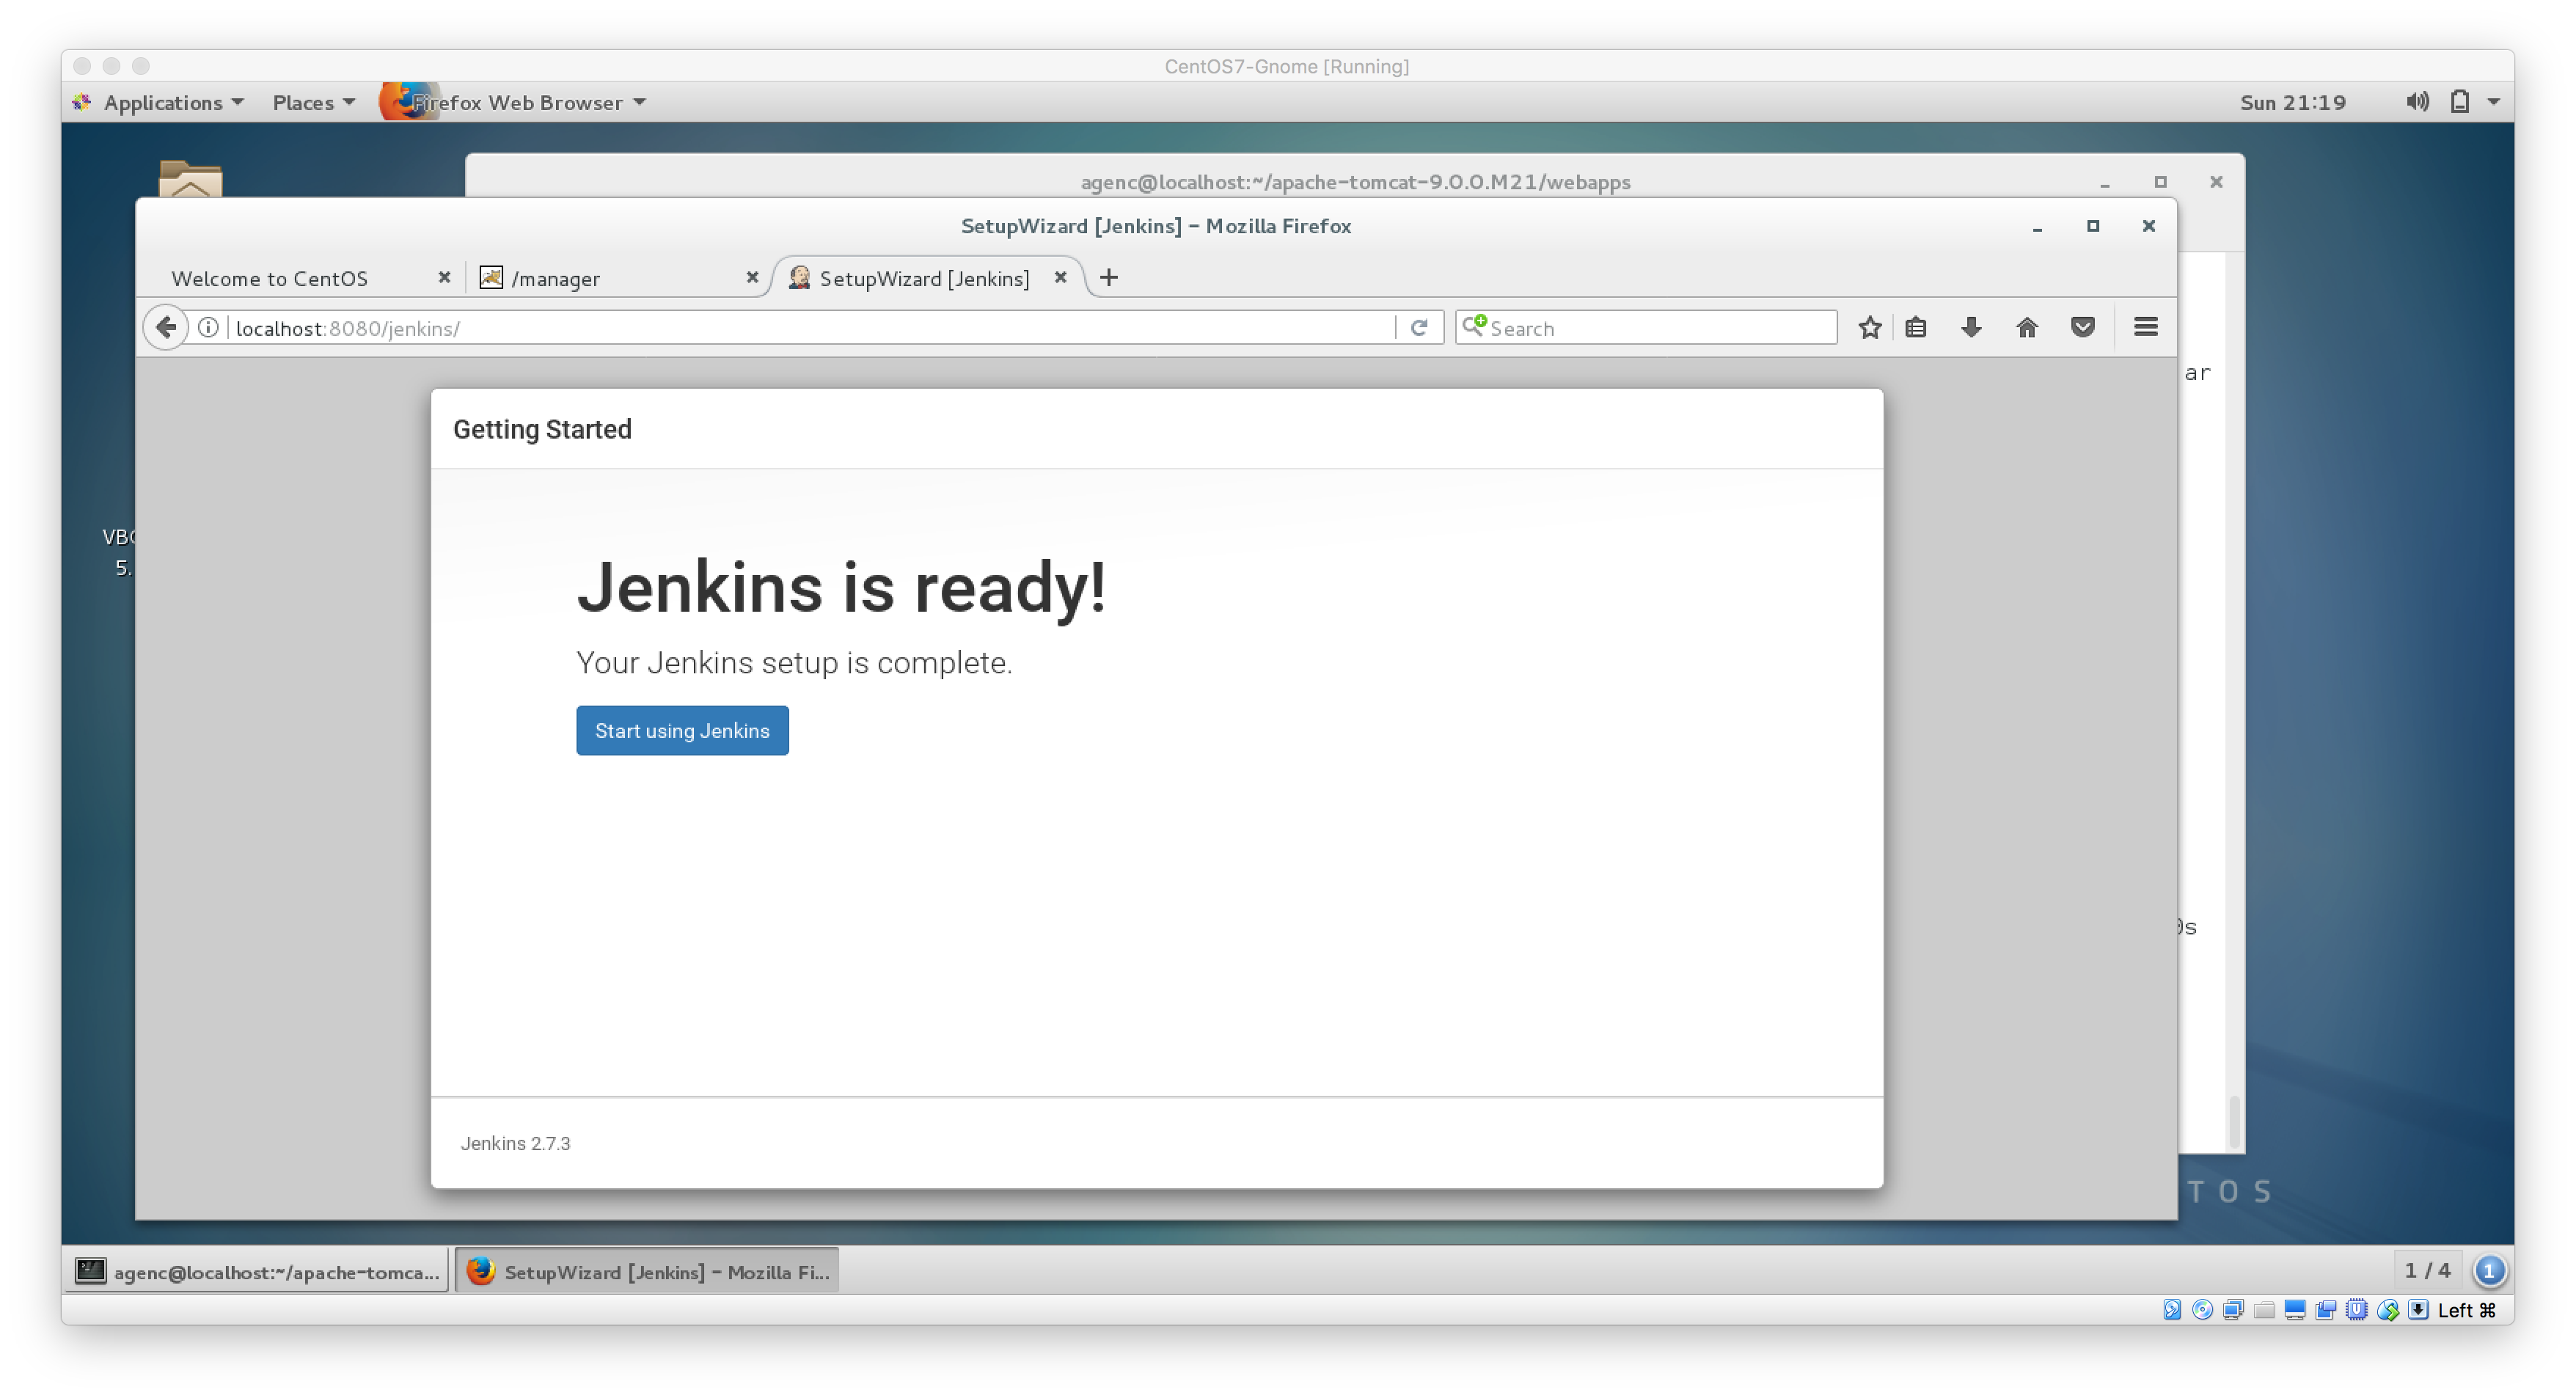 CentOS7-Gnome [Running]
Applications Places Firefox Web Browser Sun 21:19
agenc@localhost:~/apache-tomcat-9.0.0.M21/webapps
SetupWizard [Jenkins] - Mozilla Firefox
Welcome to CentOS /manager SetupWizard [Jenkins]
localhost:8080/jenkins/ Search
ar
Getting Started
VBO
5.
Jenkins is ready!
Your Jenkins setup is complete.
Start using Jenkins
0s
Jenkins 2.7.3
TOS
agenc@localhost:~/apache-tomca... SetupWizard [Jenkins] - Mozilla Fi... 1 / 4 1
Left ⌘